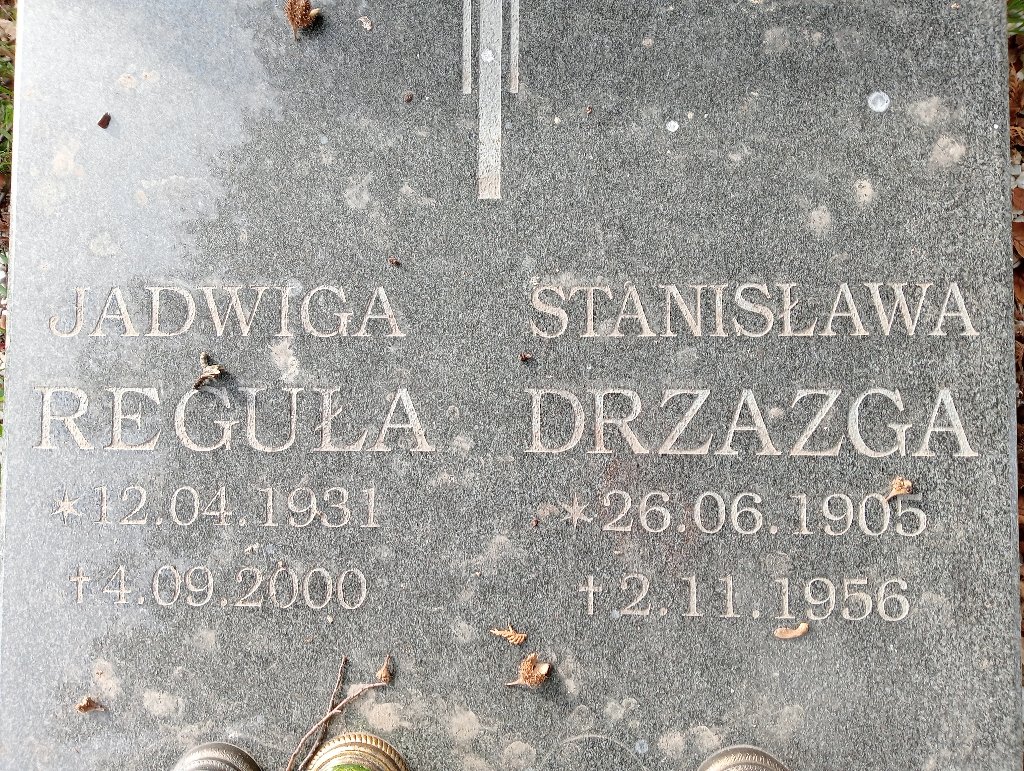 JADWIGA
REGUŁA
*12.04.1931
†4.09.2000
STANISŁAWA
DRZAZGA
*26.06.1905
†2.11.1956